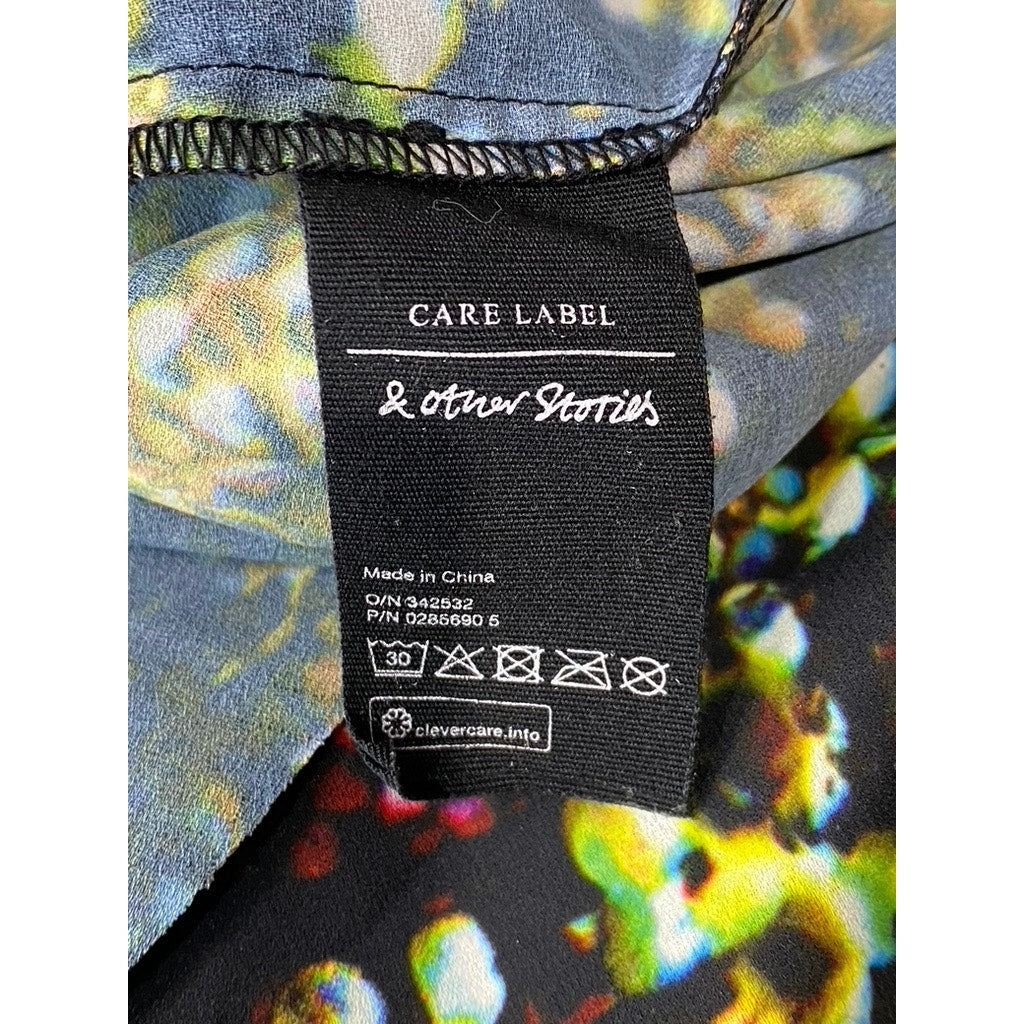 CARE LABEL
& other Stories
Made in China
O/N 342532
P/N 0285690 5
30
clevercare.info